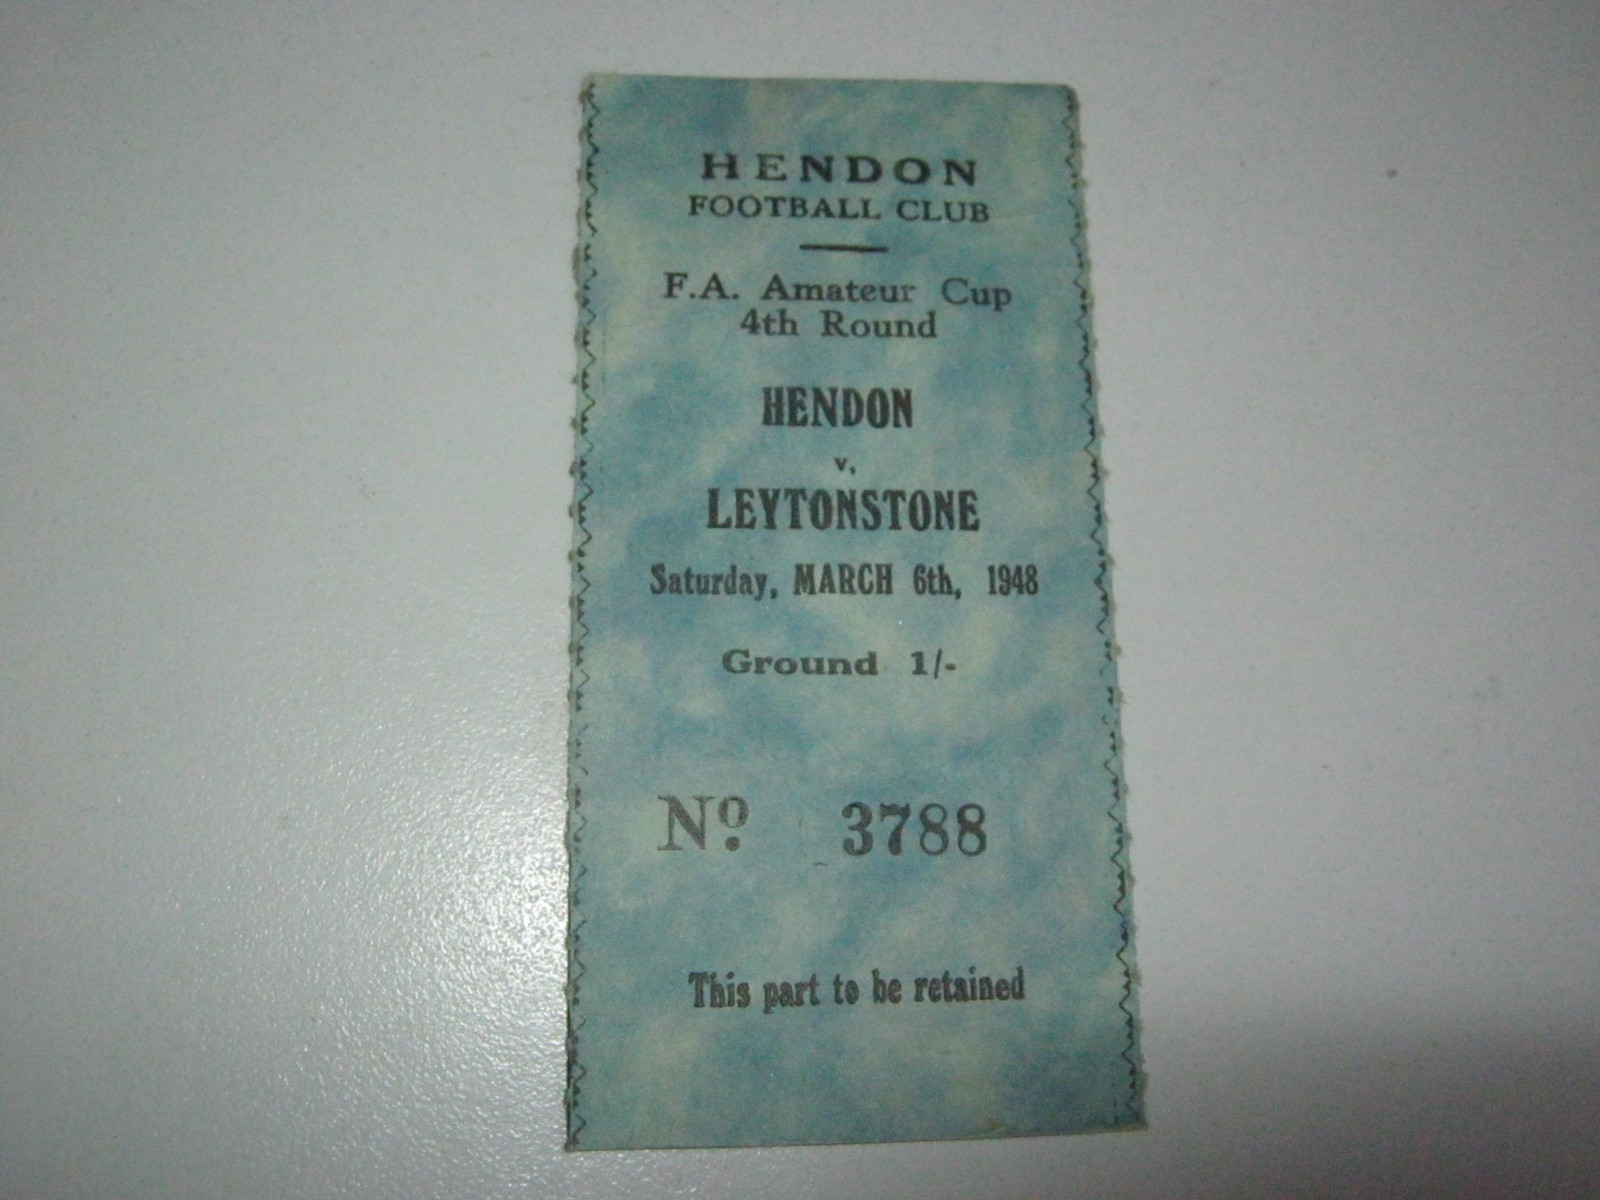 HENDON
FOOTBALL CLUB
F.A. Amateur Cup
4th Round
HENDON
v.
LEYTONSTONE
Saturday, MARCH 6th, 1948
Ground 1/-
Nº 3788
This part to be retained